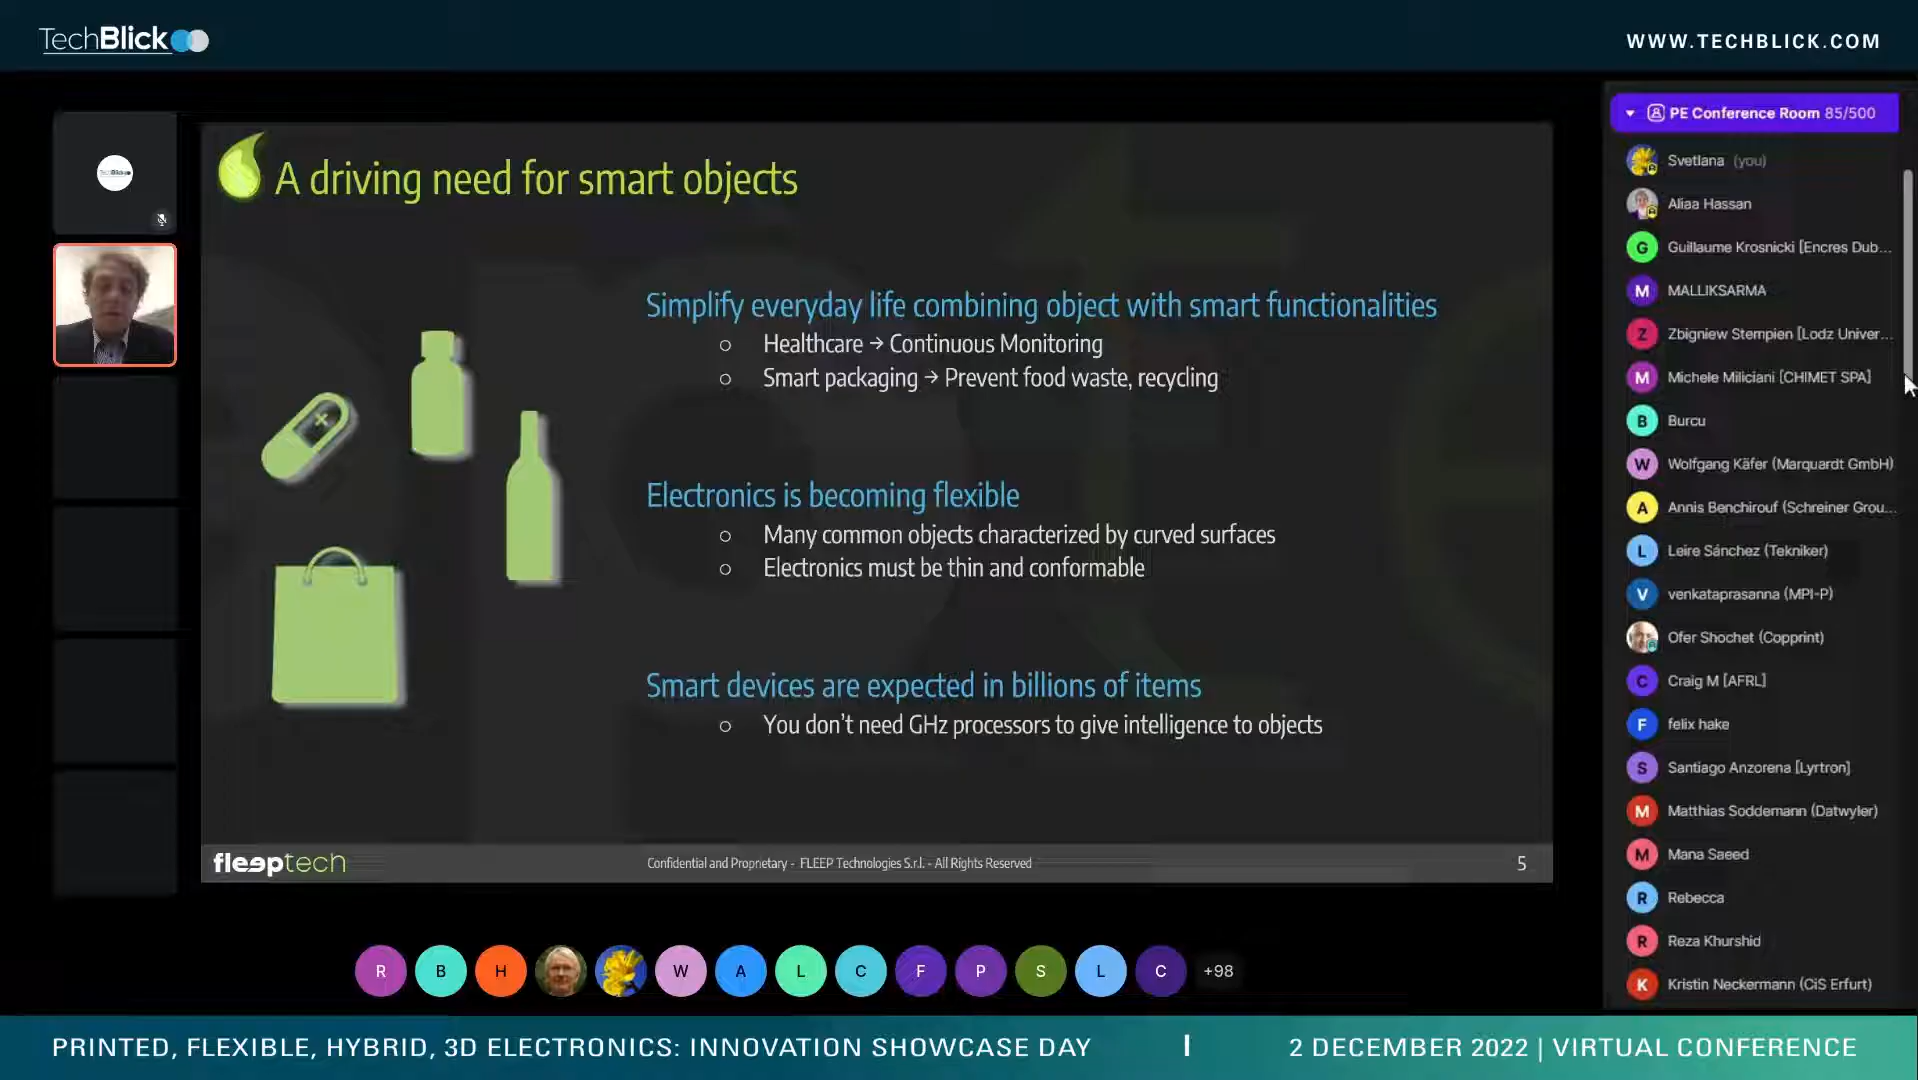 TechBlick
WWW.TECHBLICK.COM
A driving need for smart objects
Simplify everyday life combining object with smart functionalities
Healthcare → Continuous Monitoring
Smart packaging → Prevent food waste, recycling
Electronics is becoming flexible
Many common objects characterized by curved surfaces
Electronics must be thin and conformable
Smart devices are expected in billions of items
You don't need GHz processors to give intelligence to objects
fleeptech
Confidential and Proprietary - FLEEP Technologies S.r.l. - All Rights Reserved
5
PE Conference Room 85/500
Svetlana (you)
Aliaa Hassan
G Guillaume Krosnicki [Encres Dub...
M MALLIKSARMA
Z Zbigniew Stempien [Lodz Univer...
M Michele Miliciani [CHIMET SPA]
B Burcu
W Wolfgang Käfer (Marquardt GmbH)
A Annis Benchirouf (Schreiner Grou...
L Leire Sánchez (Tekniker)
V venkataprasanna (MPI-P)
Ofer Shochet (Copprint)
C Craig M [AFRL]
F felix hake
S Santiago Anzorena [Lyrtron]
M Matthias Soddemann (Datwyler)
M Mana Saeed
R Rebecca
R Reza Khurshid
K Kristin Neckermann (CiS Erfurt)
R B H W A L C F P S L C +98
PRINTED, FLEXIBLE, HYBRID, 3D ELECTRONICS: INNOVATION SHOWCASE DAY | 2 DECEMBER 2022 | VIRTUAL CONFERENCE